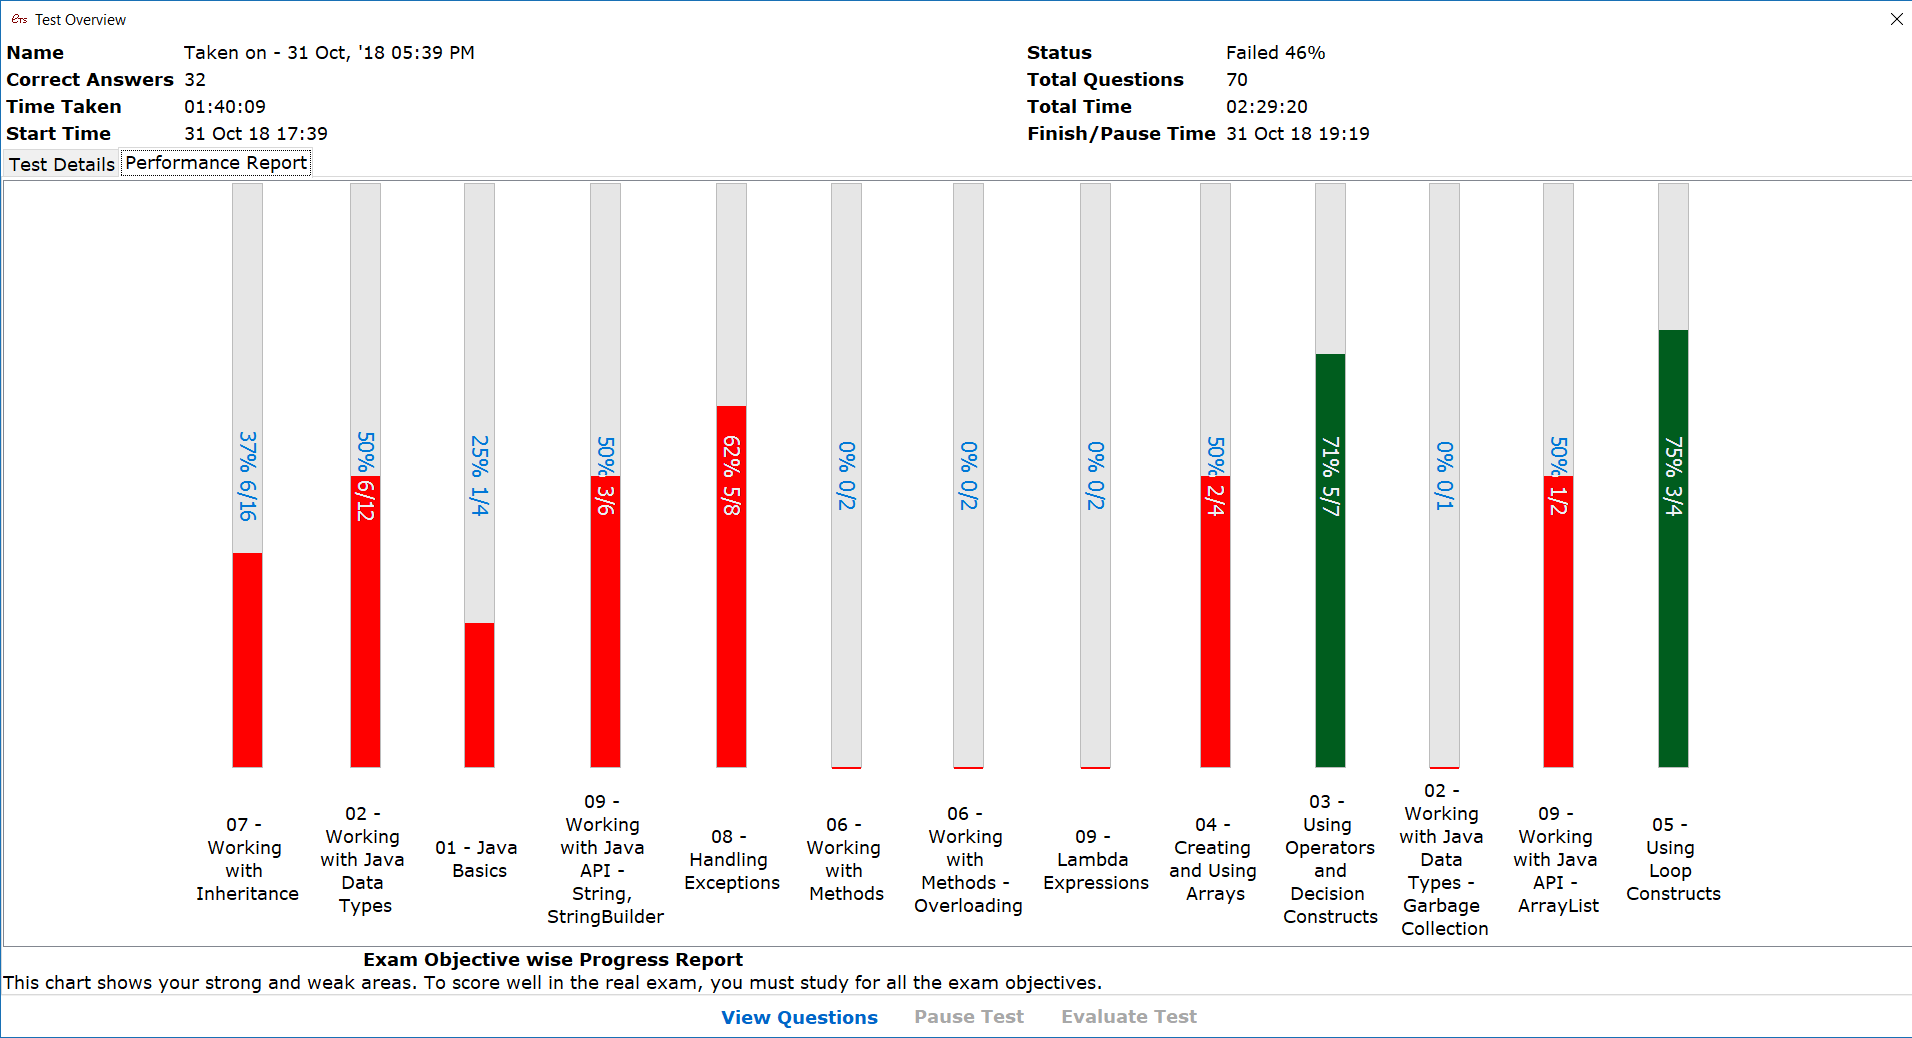 eTs Test Overview
Name Taken on - 31 Oct, '18 05:39 PM Status Failed 46%
Correct Answers 32 Total Questions 70
Time Taken 01:40:09 Total Time 02:29:20
Start Time 31 Oct 18 17:39 Finish/Pause Time 31 Oct 18 19:19
Test Details Performance Report
37% 6/16
50% 6/12
25% 1/4
50% 3/6
62% 5/8
0% 0/2
0% 0/2
0% 0/2
50% 2/4
71% 5/7
0% 0/1
50% 1/2
75% 3/4
07 -
Working
with
Inheritance
02 -
Working
with Java
Data
Types
01 - Java
Basics
09 -
Working
with Java
API -
String,
StringBuilder
08 -
Handling
Exceptions
06 -
Working
with
Methods
06 -
Working
with
Methods -
Overloading
09 -
Lambda
Expressions
04 -
Creating
and Using
Arrays
03 -
Using
Operators
and
Decision
Constructs
02 -
Working
with Java
Data
Types -
Garbage
Collection
09 -
Working
with Java
API -
ArrayList
05 -
Using
Loop
Constructs
Exam Objective wise Progress Report
This chart shows your strong and weak areas. To score well in the real exam, you must study for all the exam objectives.
View Questions Pause Test Evaluate Test